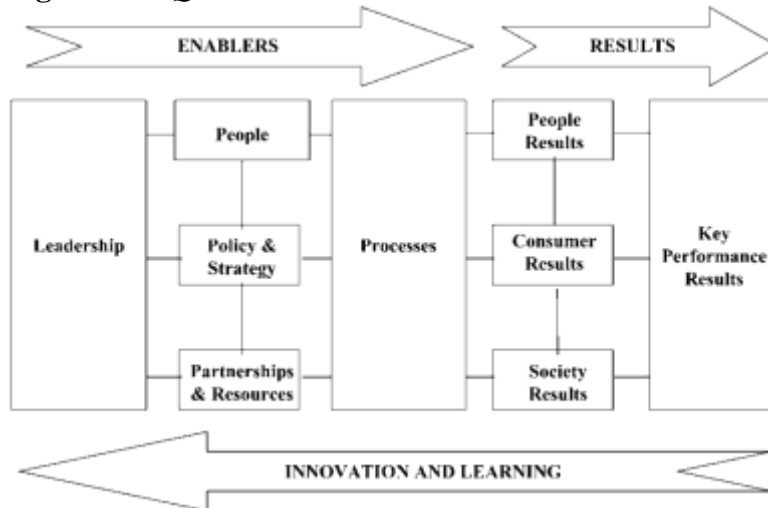 ENABLERS
RESULTS
People
People
Results
Leadership
Policy &
Strategy
Processes
Consumer
Results
Key
Performance
Results
Partnerships
& Resources
Society
Results
INNOVATION AND LEARNING